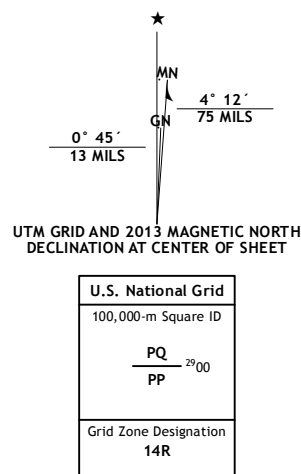 ★
MN
4° 12´
75 MILS
GN
0° 45´
13 MILS
UTM GRID AND 2013 MAGNETIC NORTH
DECLINATION AT CENTER OF SHEET
U.S. National Grid
100,000-m Square ID
PQ
²⁹00
PP
Grid Zone Designation
14R